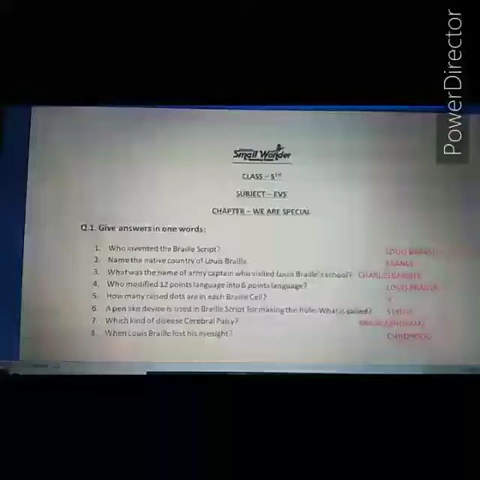 PowerDirector
Small Wonder
CLASS – 5TH
SUBJECT – EVS
CHAPTER – WE ARE SPECIAL
Q.1. Give answers in one words:
1. Who invented the Braille Script? LOUIS BRAILLE
2. Name the native country of Louis Braille. FRANCE
3. What was the name of army captain who visited Louis Braille's school? CHARLES BARBIER
4. Who modified 12 points language into 6 points language? LOUIS BRAILLE
5. How many raised dots are in each Braille Cell?
6. A pen like device is used in Braille Script for making the hole. What is called? STYLUS
7. Which kind of disease Cerebral Palsy?
8. When Louis Braille lost his eyesight? CHILDHOOD